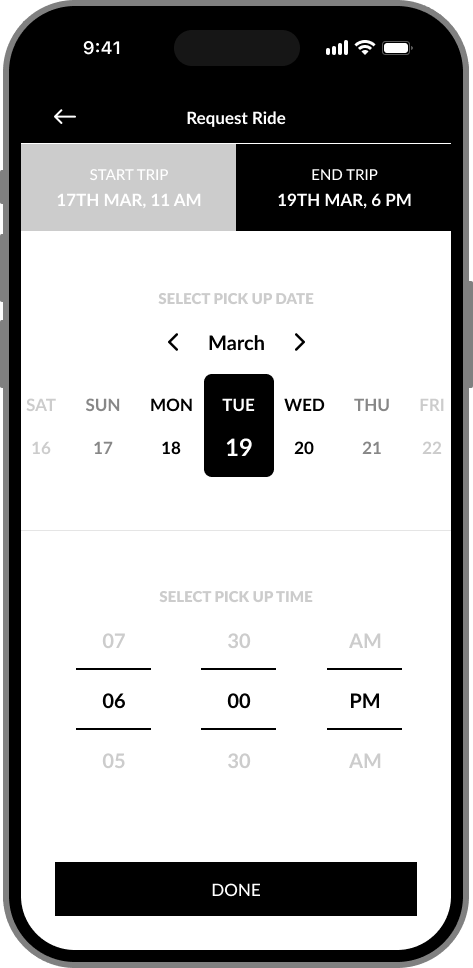 9:41
Request Ride
START TRIP
17TH MAR, 11 AM
END TRIP
19TH MAR, 6 PM
SELECT PICK UP DATE
March
SAT SUN MON TUE WED THU FRI
16 17 18 19 20 21 22
SELECT PICK UP TIME
07 30 AM
06 00 PM
05 30 AM
DONE